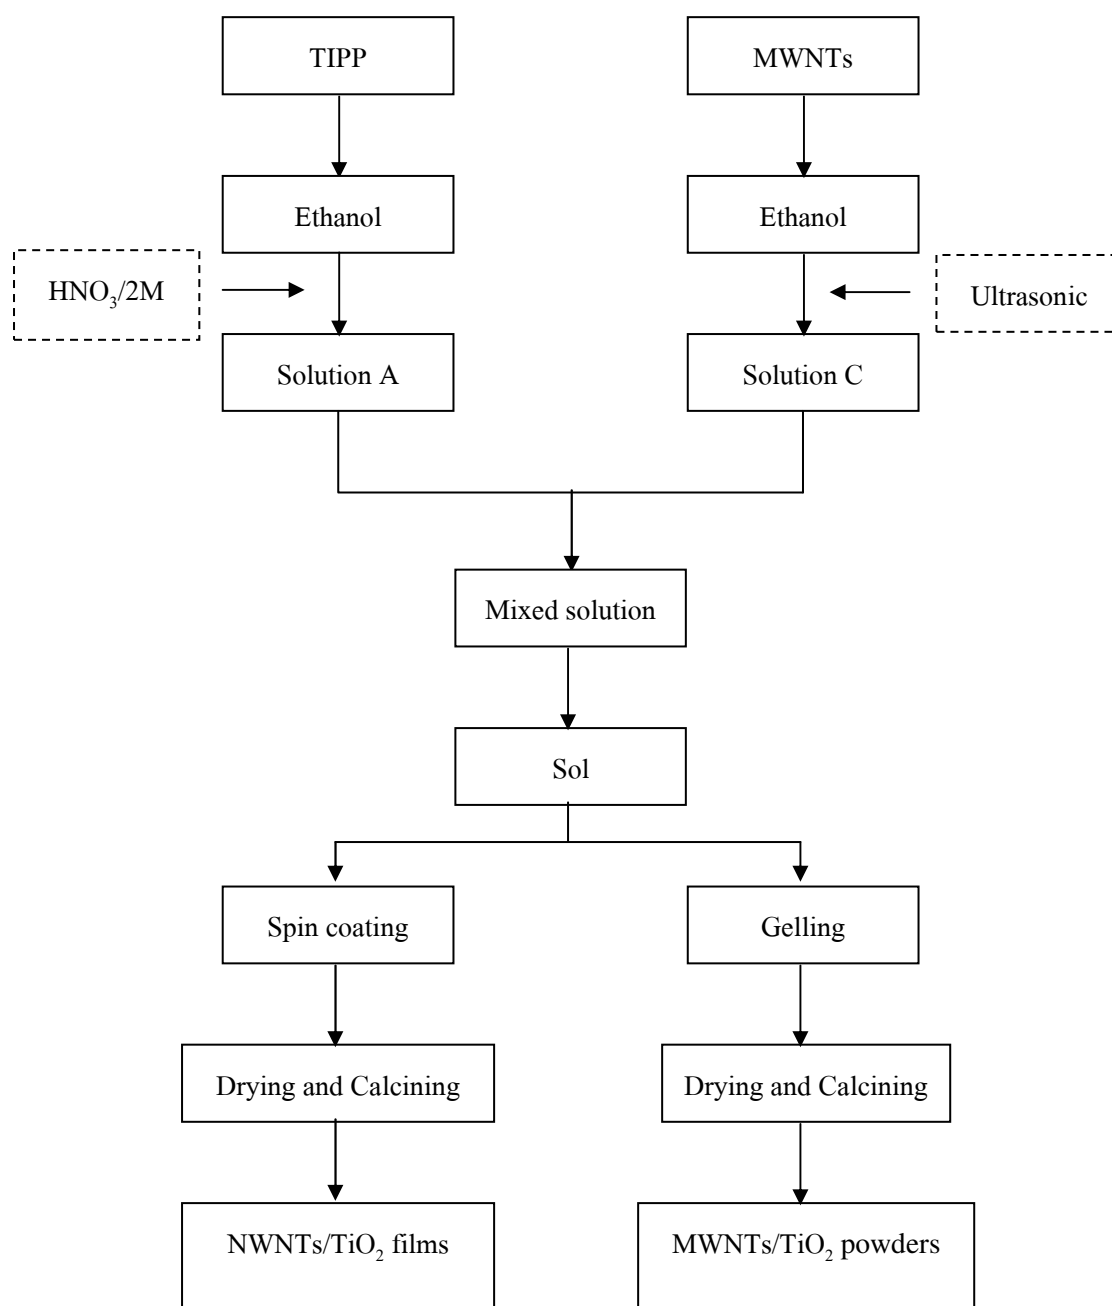 TIPP
MWNTs
Ethanol
Ethanol
HNO₃/2M
Ultrasonic
Solution A
Solution C
Mixed solution
Sol
Spin coating
Gelling
Drying and Calcining
Drying and Calcining
NWNTs/TiO₂ films
MWNTs/TiO₂ powders